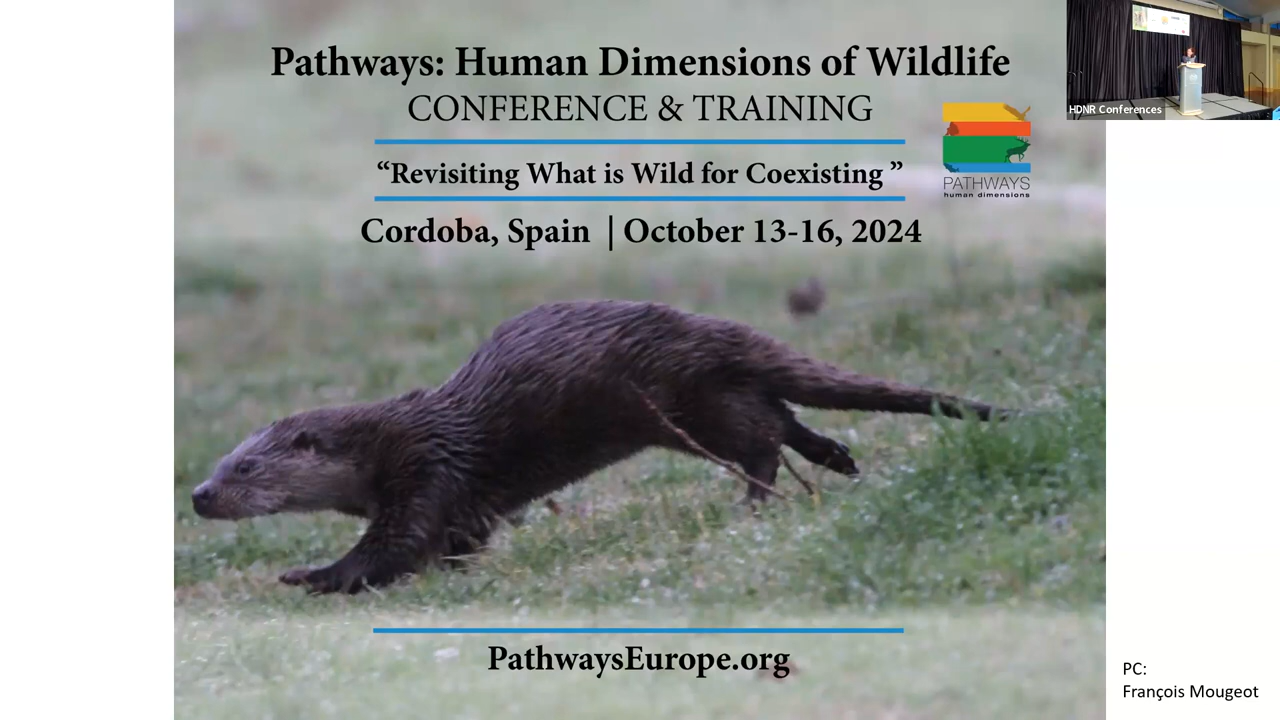 Pathways: Human Dimensions of Wildlife
CONFERENCE & TRAINING
“Revisiting What is Wild for Coexisting ”
Cordoba, Spain | October 13-16, 2024
PATHWAYS
human dimensions
HDNR Conferences
PathwaysEurope.org
PC:
François Mougeot